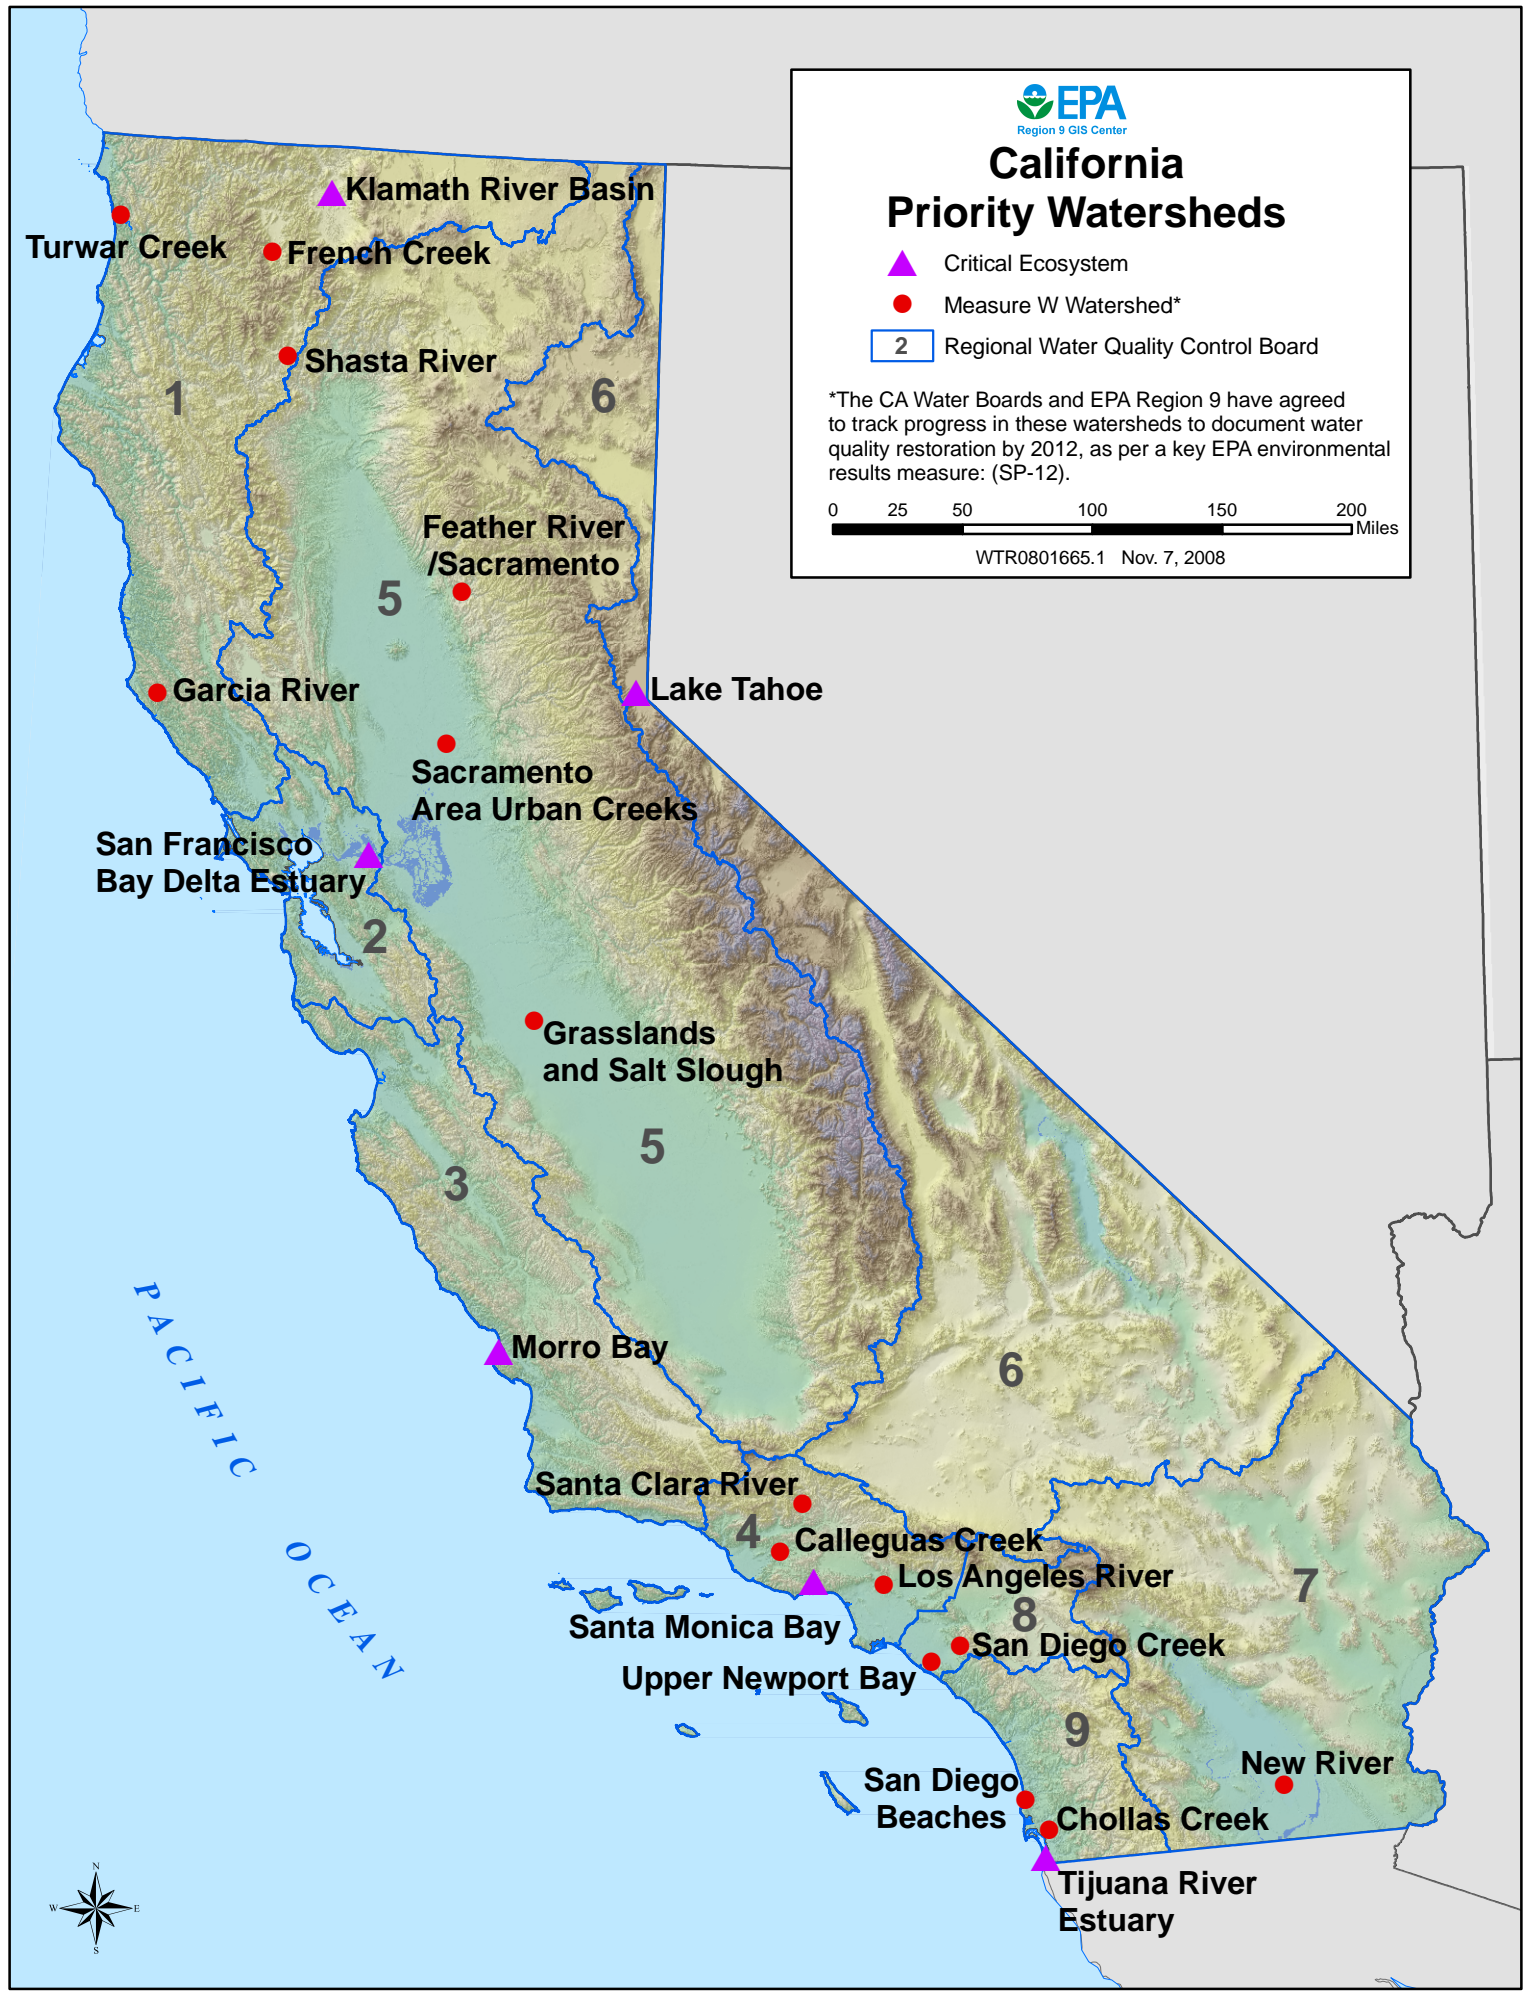 EPA
Region 9 GIS Center
California
Priority Watersheds
Critical Ecosystem
Measure W Watershed*
2 Regional Water Quality Control Board
*The CA Water Boards and EPA Region 9 have agreed
to track progress in these watersheds to document water
quality restoration by 2012, as per a key EPA environmental
results measure: (SP-12).
0 25 50 100 150 200
Miles
WTR0801665.1 Nov. 7, 2008
Klamath River Basin
Turwar Creek
French Creek
Shasta River
1
6
Feather River
/Sacramento
5
Garcia River
Lake Tahoe
Sacramento
Area Urban Creeks
San Francisco
Bay Delta Estuary
2
Grasslands
and Salt Slough
5
3
PACIFIC
OCEAN
Morro Bay
6
Santa Clara River
4
Calleguas Creek
Los Angeles River
7
8
Santa Monica Bay
San Diego Creek
Upper Newport Bay
9
New River
San Diego
Beaches
Chollas Creek
Tijuana River
Estuary
N
W E
S